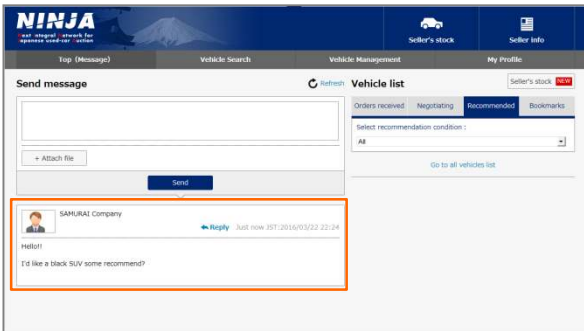 NINJA
Next integral network for
Japanese used-car Auction
Seller's stock
Seller info
Top (Message)
Vehicle Search
Vehicle Management
My Profile
Send message
Refresh
Vehicle list
Seller's stock NEW
Orders received
Negotiating
Recommended
Bookmarks
Select recommendation condition :
All
Go to all vehicles list
+ Attach file
Send
SAMURAI Company
Reply Just now JST:2016/03/22 22:24
Hello!!
I'd like a black SUV some recommend?